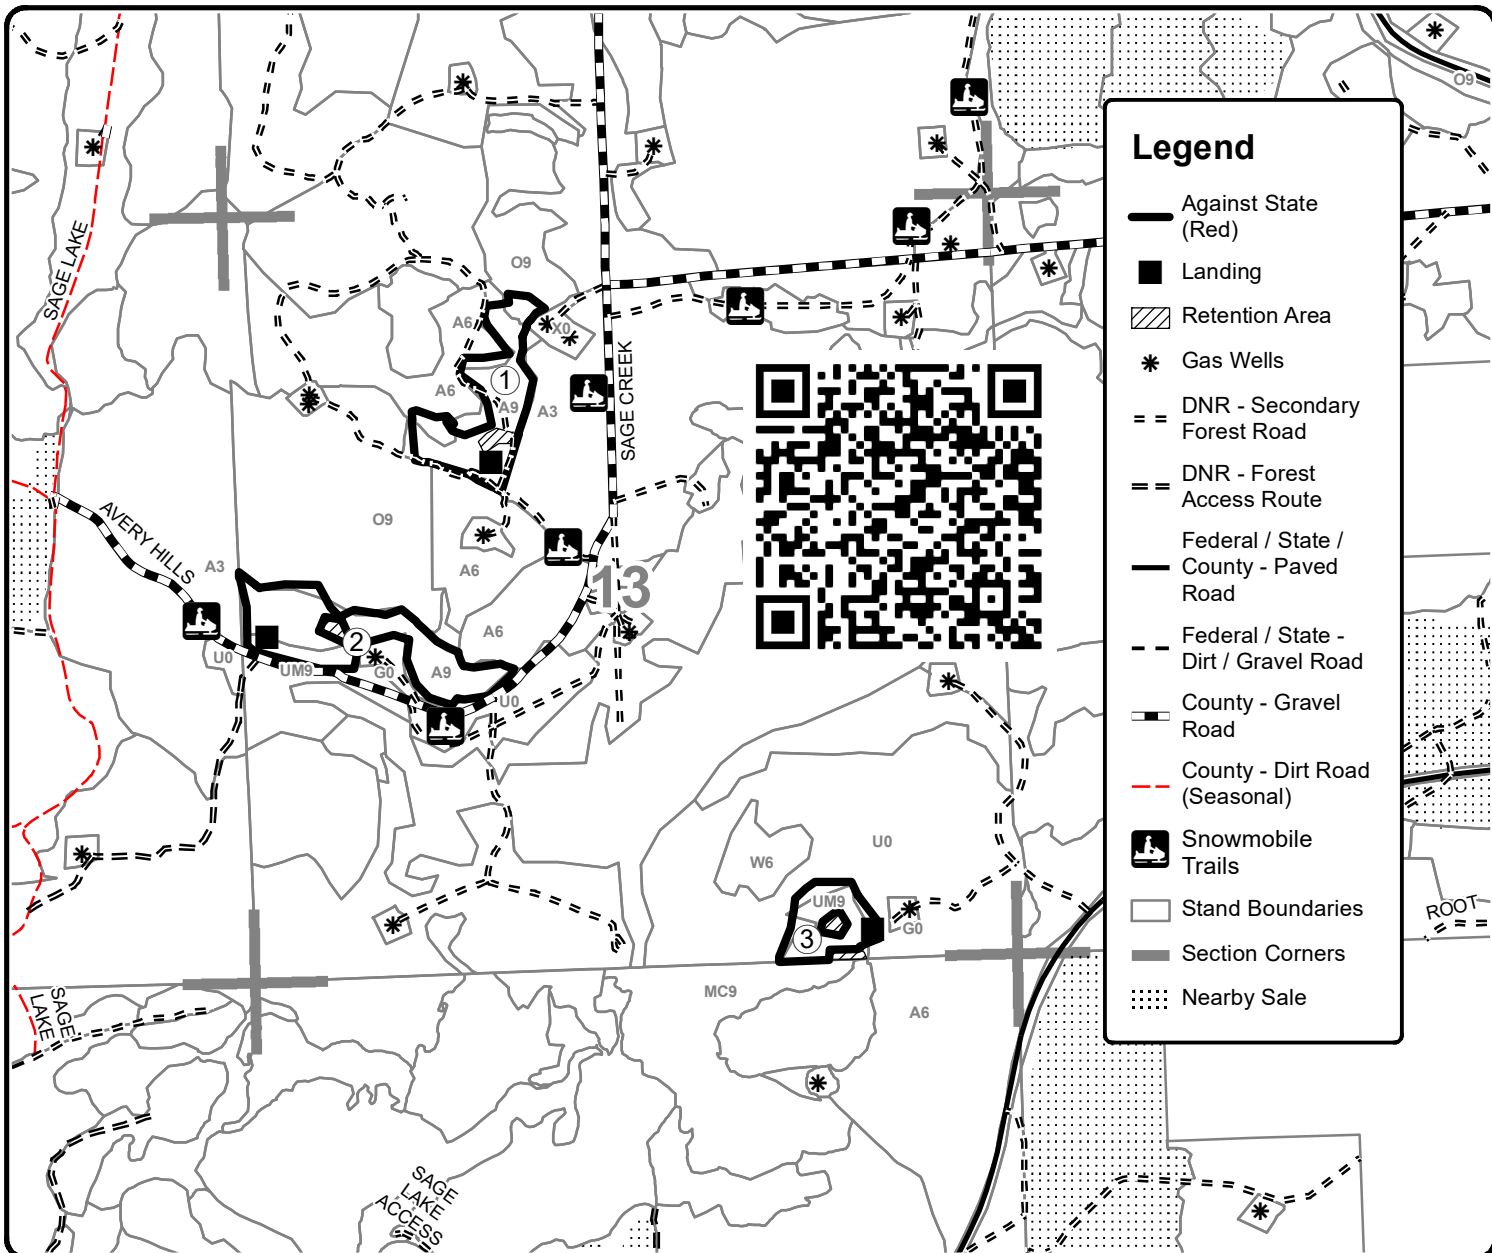 O9
SAGE LAKE
O9
A6
X0
1
A6
A9
A3
SAGE CREEK
AVERY HILLS
O9
A3
A6
13
A6
2
U0
UM9
G0
A9
U0
U0
W6
UM9
3
G0
MC9
A6
ROOT
SAGE
LAKE
SAGE
LAKE
ACCESS
Legend
Against State
(Red)
Landing
Retention Area
Gas Wells
DNR - Secondary
Forest Road
DNR - Forest
Access Route
Federal / State /
County - Paved
Road
Federal / State -
Dirt / Gravel Road
County - Gravel
Road
County - Dirt Road
(Seasonal)
Snowmobile
Trails
Stand Boundaries
Section Corners
Nearby Sale